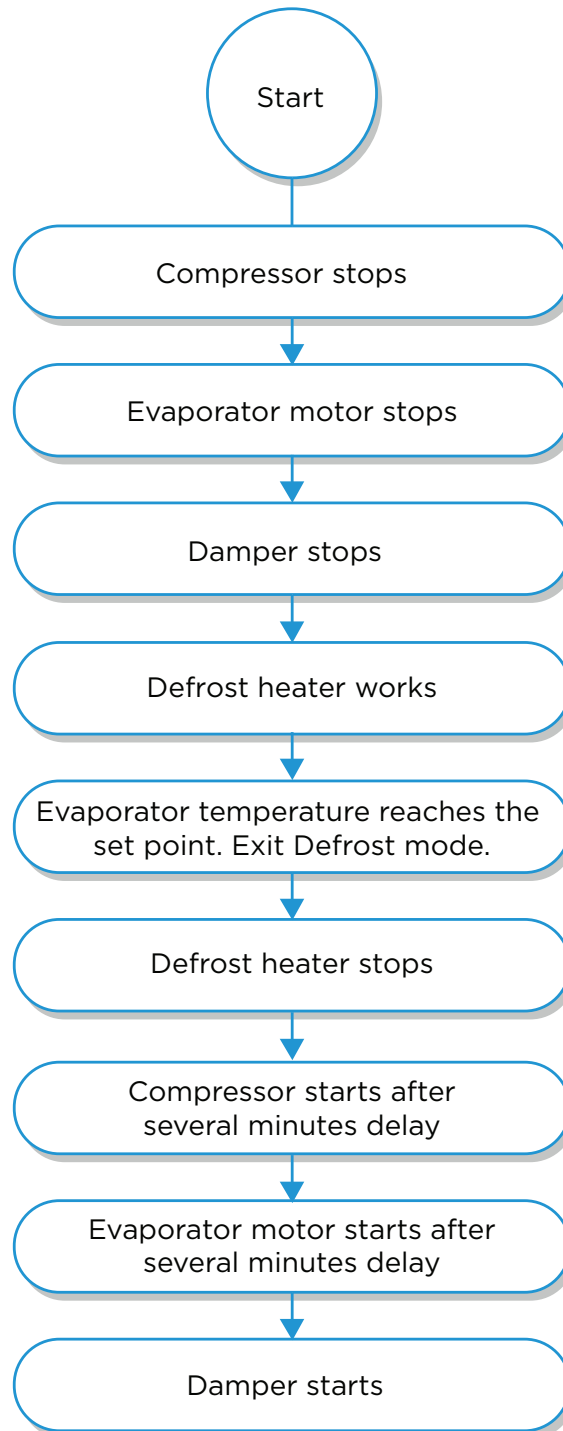 Start
Compressor stops
Evaporator motor stops
Damper stops
Defrost heater works
Evaporator temperature reaches the
set point. Exit Defrost mode.
Defrost heater stops
Compressor starts after
several minutes delay
Evaporator motor starts after
several minutes delay
Damper starts